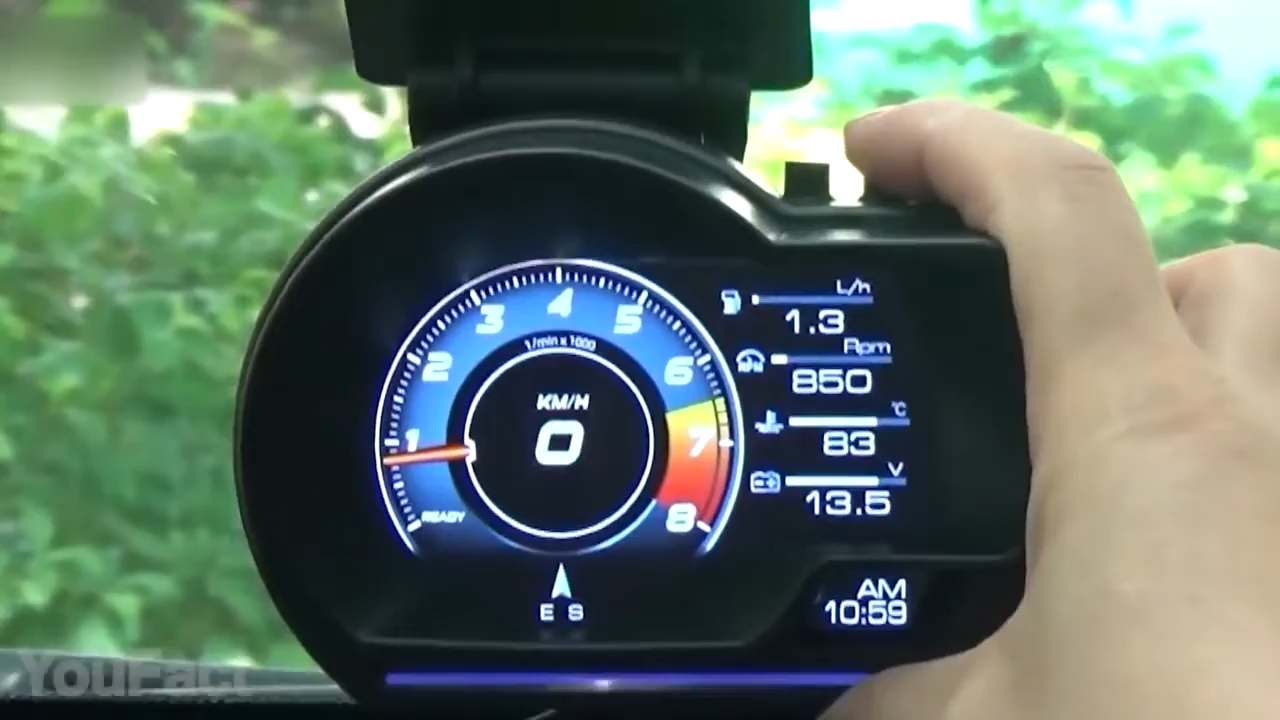 L/h
1.3
Rpm
850
°C
83
V
13.5
1 2 3 4 5 6 7 8
1/min x 1000
KM/H
0
READY
E S
AM
10:59
YouFact